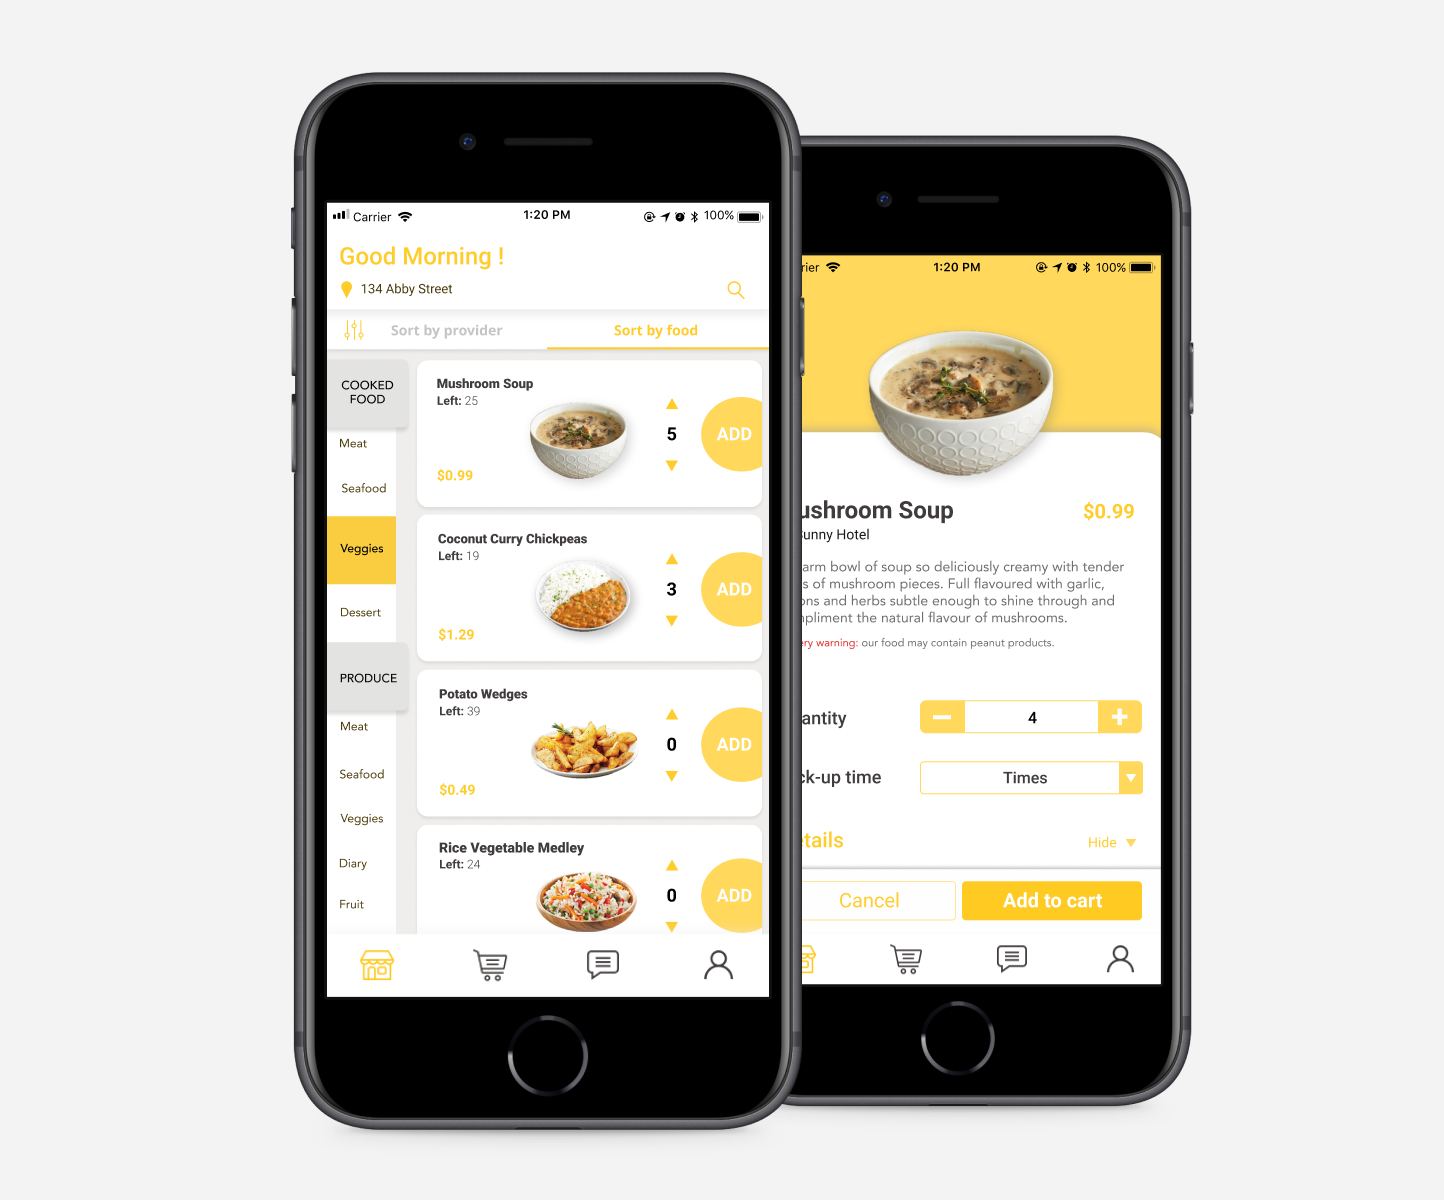 Carrier
1:20 PM
100%
Good Morning !
134 Abby Street
Sort by provider
Sort by food
COOKED
FOOD
Meat
Seafood
Veggies
Dessert
PRODUCE
Meat
Seafood
Veggies
Diary
Fruit
Mushroom Soup
Left: 25
$0.99
5
ADD
Coconut Curry Chickpeas
Left: 19
$1.29
3
ADD
Potato Wedges
Left: 39
$0.49
0
ADD
Rice Vegetable Medley
Left: 24
0
ADD
rier
1:20 PM
100%
ushroom Soup
$0.99
unny Hotel
arm bowl of soup so deliciously creamy with tender
s of mushroom pieces. Full flavoured with garlic,
ons and herbs subtle enough to shine through and
mpliment the natural flavour of mushrooms.
ery warning: our food may contain peanut products.
antity
4
ck-up time
Times
tails
Hide
Cancel
Add to cart